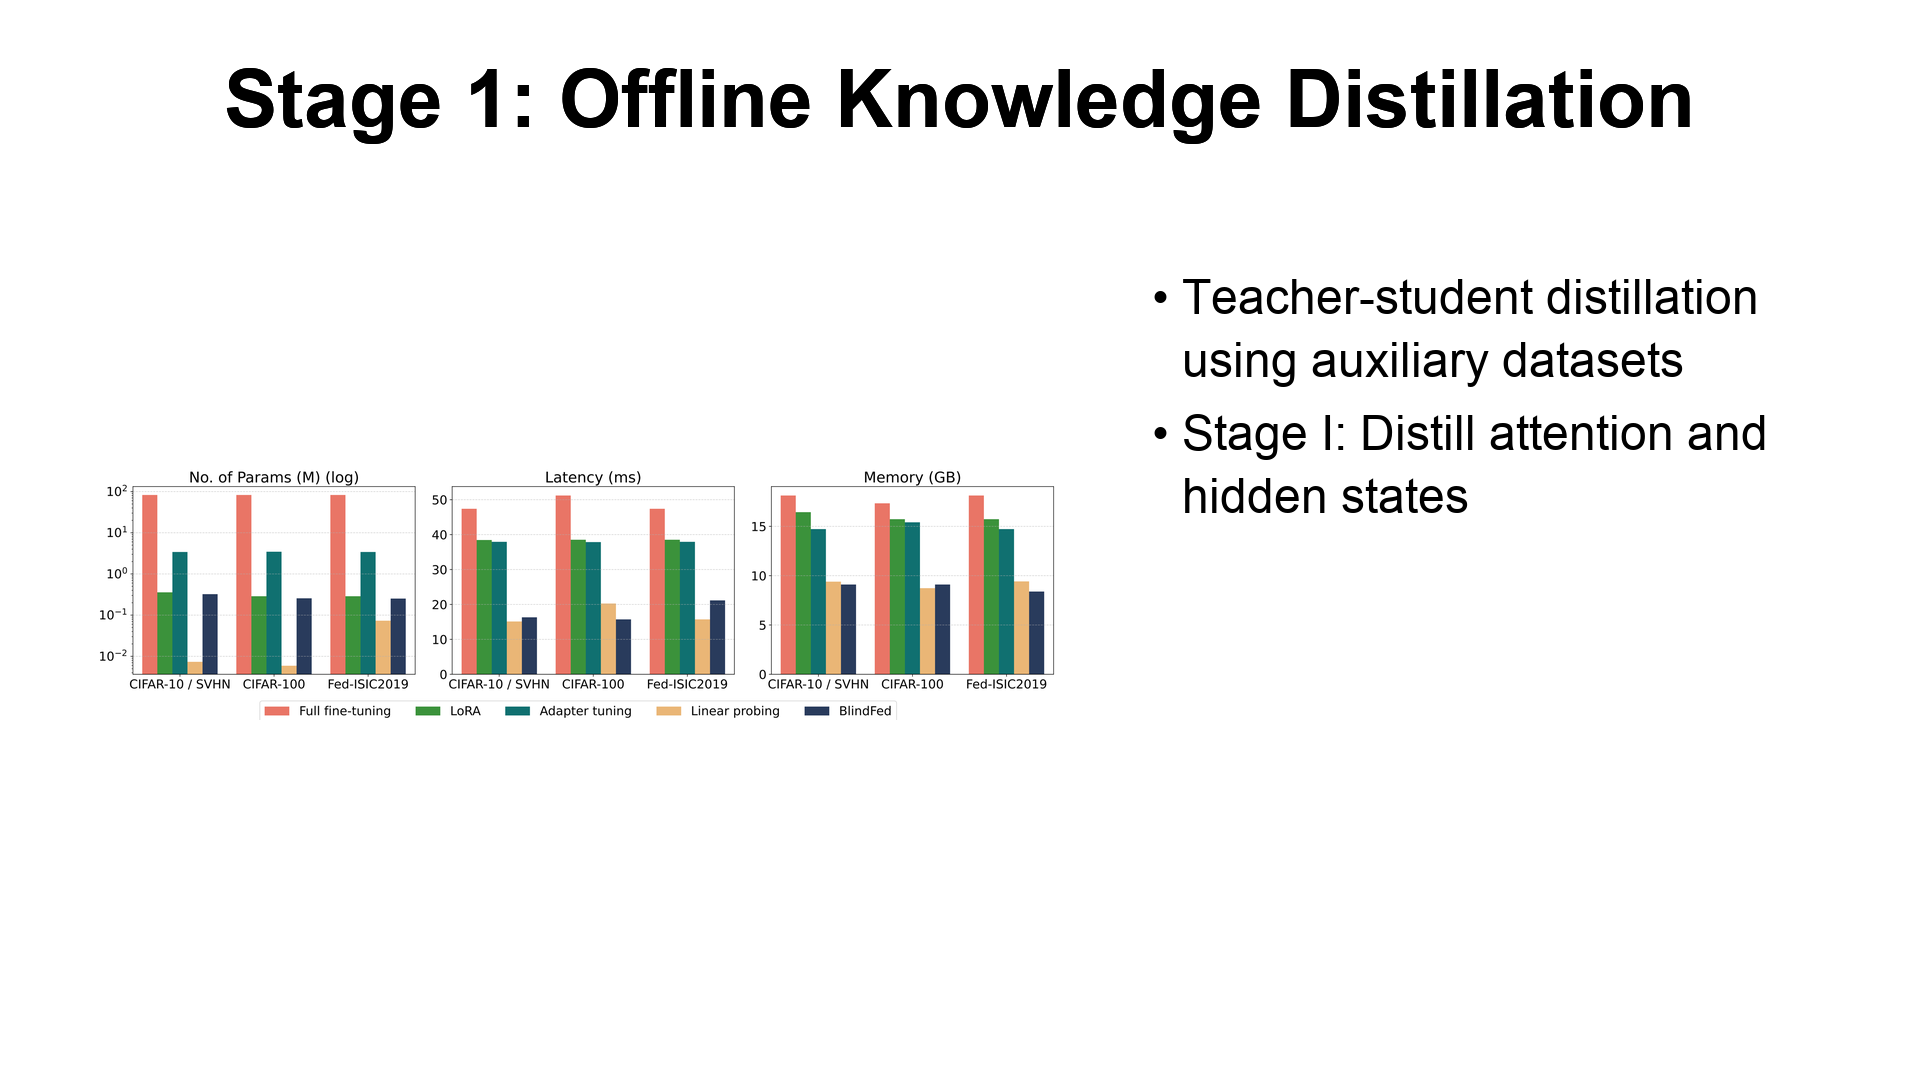 Stage 1: Offline Knowledge Distillation
• Teacher-student distillation
using auxiliary datasets
• Stage I: Distill attention and
hidden states
No. of Params (M) (log)
10²
10¹
10⁰
10⁻¹
10⁻²
CIFAR-10 / SVHN CIFAR-100 Fed-ISIC2019
Latency (ms)
50
40
30
20
10
0
CIFAR-10 / SVHN CIFAR-100 Fed-ISIC2019
Memory (GB)
15
10
5
0
CIFAR-10 / SVHN CIFAR-100 Fed-ISIC2019
Full fine-tuning LoRA Adapter tuning Linear probing BlindFed